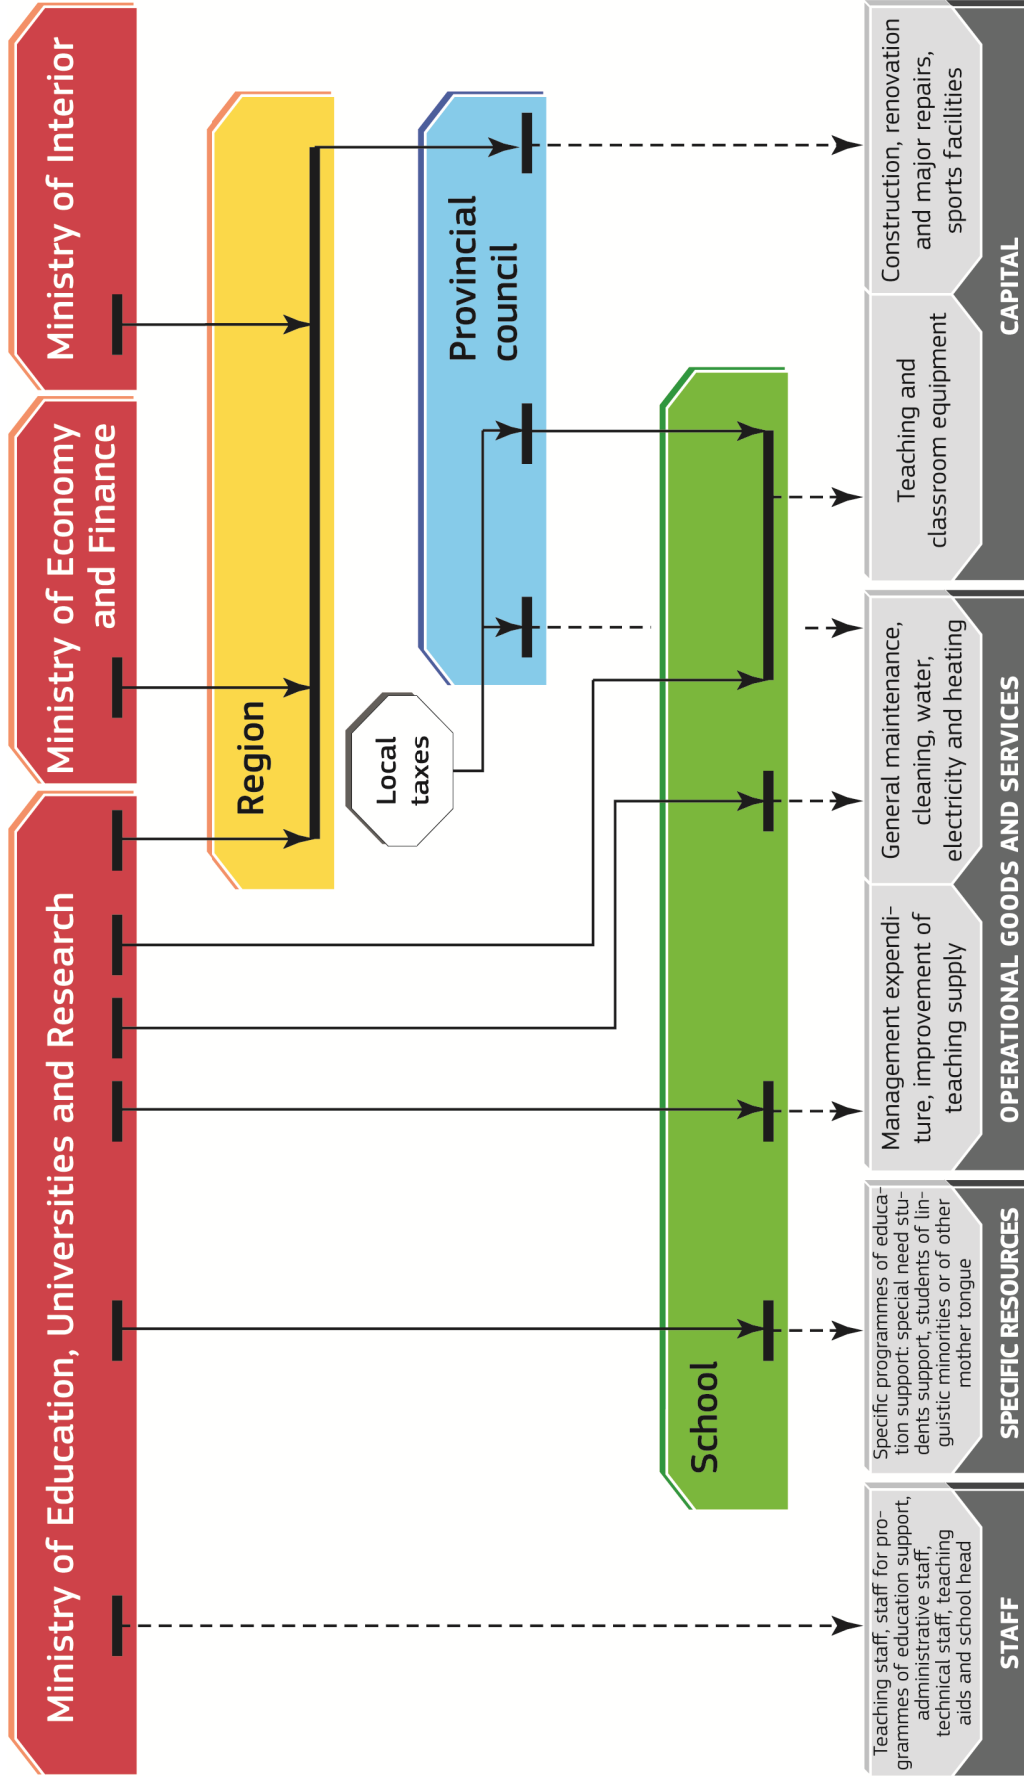 Ministry of Education, Universities and Research
Ministry of Economy
and Finance
Ministry of Interior
Region
Local
taxes
Provincial
council
School
Teaching staff, staff for pro-
grammes of education support,
administrative staff,
technical staff, teaching
aids and school head
Specific programmes of educa-
tion support: special need stu-
dents support, students of lin-
guistic minorities or of other
mother tongue
Management expendi-
ture, improvement of
teaching supply
General maintenance,
cleaning, water,
electricity and heating
Teaching and
classroom equipment
Construction, renovation
and major repairs,
sports facilities
STAFF
SPECIFIC RESOURCES
OPERATIONAL GOODS AND SERVICES
CAPITAL